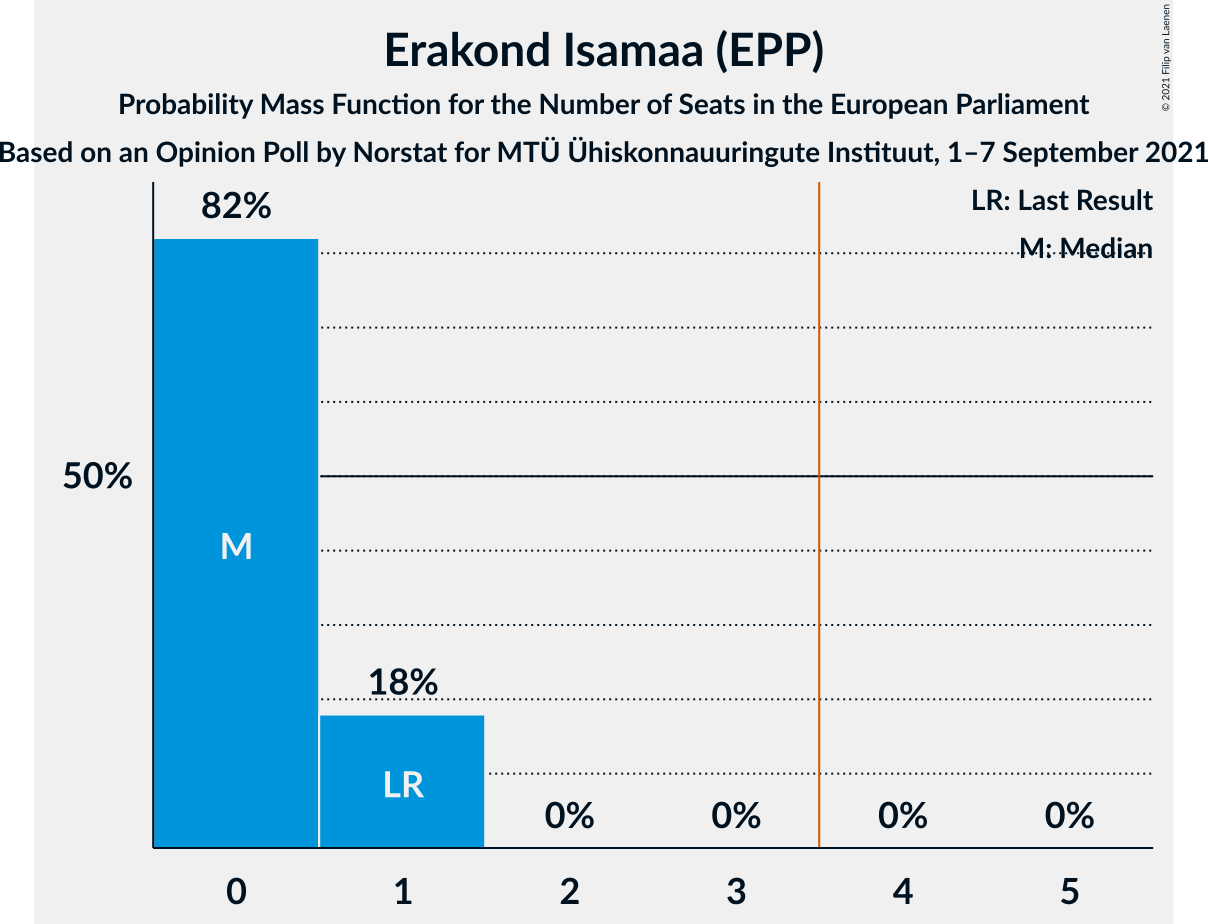 Erakond Isamaa (EPP)
Probability Mass Function for the Number of Seats in the European Parliament
Based on an Opinion Poll by Norstat for MTÜ Ühiskonnauuringute Instituut, 1–7 September 2021
© 2021 Filip van Laenen
LR: Last Result
M: Median
82%
50%
M
18%
LR
0% 0% 0% 0%
0 1 2 3 4 5